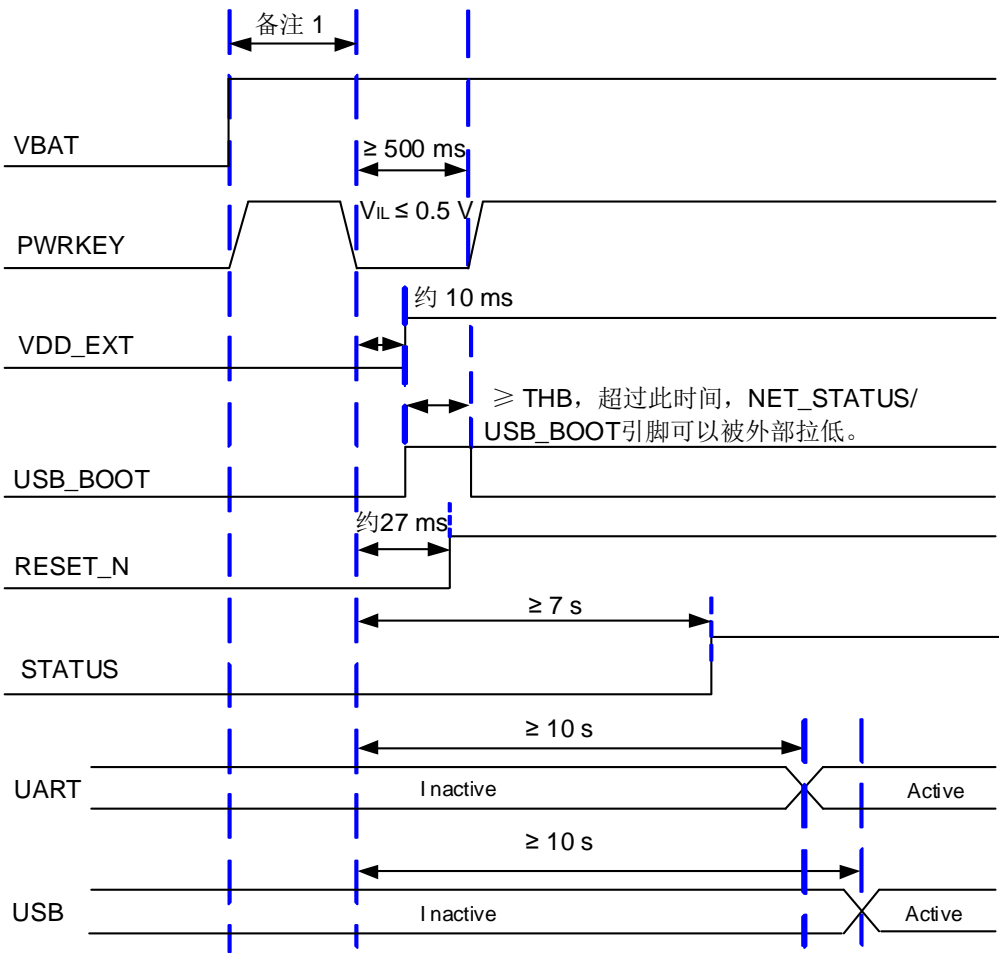 备注 1
VBAT
≥ 500 ms
VIL ≤ 0.5 V
PWRKEY
约 10 ms
VDD_EXT
≥ THB，超过此时间，NET_STATUS/
USB_BOOT引脚可以被外部拉低。
USB_BOOT
约27 ms
RESET_N
≥ 7 s
STATUS
≥ 10 s
UART
Inactive
Active
≥ 10 s
USB
Inactive
Active